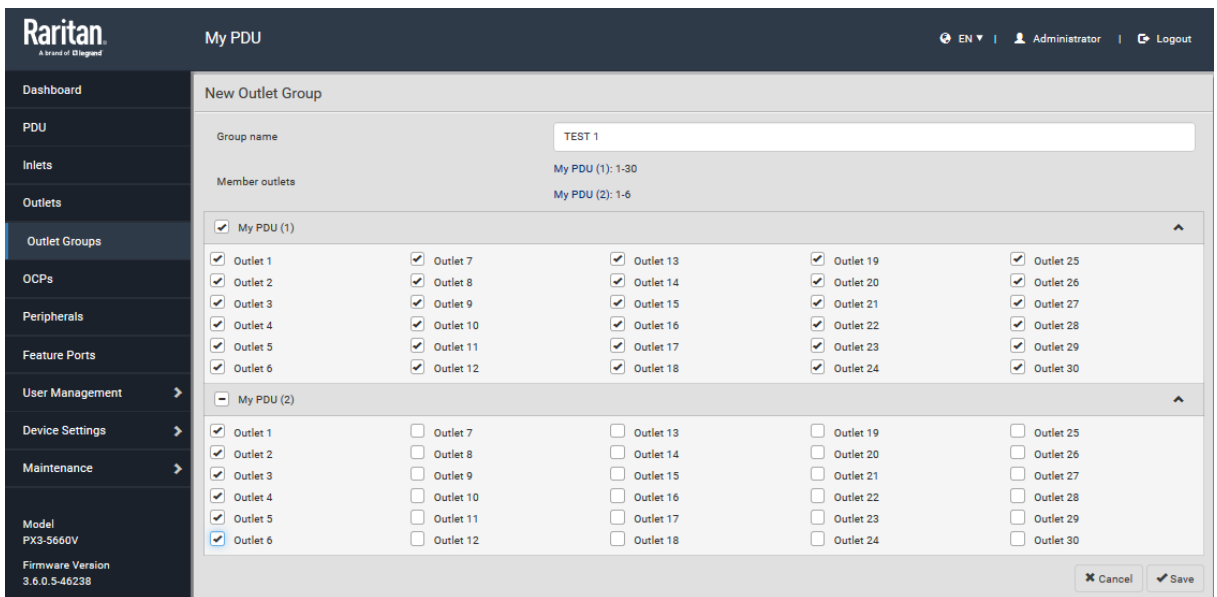 Raritan.
A brand of legrand
My PDU
EN
Administrator
Logout
Dashboard
PDU
Inlets
Outlets
Outlet Groups
OCPs
Peripherals
Feature Ports
User Management
Device Settings
Maintenance
Model
PX3-5660V
Firmware Version
3.6.0.5-46238
New Outlet Group
Group name
TEST 1
Member outlets
My PDU (1): 1-30
My PDU (2): 1-6
My PDU (1)
Outlet 1 Outlet 7 Outlet 13 Outlet 19 Outlet 25
Outlet 2 Outlet 8 Outlet 14 Outlet 20 Outlet 26
Outlet 3 Outlet 9 Outlet 15 Outlet 21 Outlet 27
Outlet 4 Outlet 10 Outlet 16 Outlet 22 Outlet 28
Outlet 5 Outlet 11 Outlet 17 Outlet 23 Outlet 29
Outlet 6 Outlet 12 Outlet 18 Outlet 24 Outlet 30
My PDU (2)
Outlet 1 Outlet 7 Outlet 13 Outlet 19 Outlet 25
Outlet 2 Outlet 8 Outlet 14 Outlet 20 Outlet 26
Outlet 3 Outlet 9 Outlet 15 Outlet 21 Outlet 27
Outlet 4 Outlet 10 Outlet 16 Outlet 22 Outlet 28
Outlet 5 Outlet 11 Outlet 17 Outlet 23 Outlet 29
Outlet 6 Outlet 12 Outlet 18 Outlet 24 Outlet 30
Cancel
Save